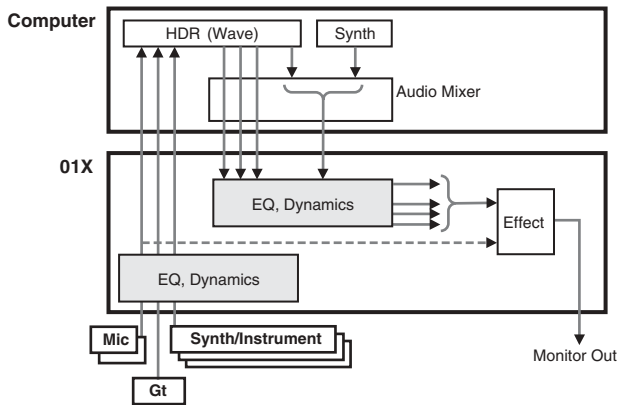 Computer
HDR (Wave)
Synth
Audio Mixer
01X
EQ, Dynamics
Effect
EQ, Dynamics
Mic
Synth/Instrument
Monitor Out
Gt